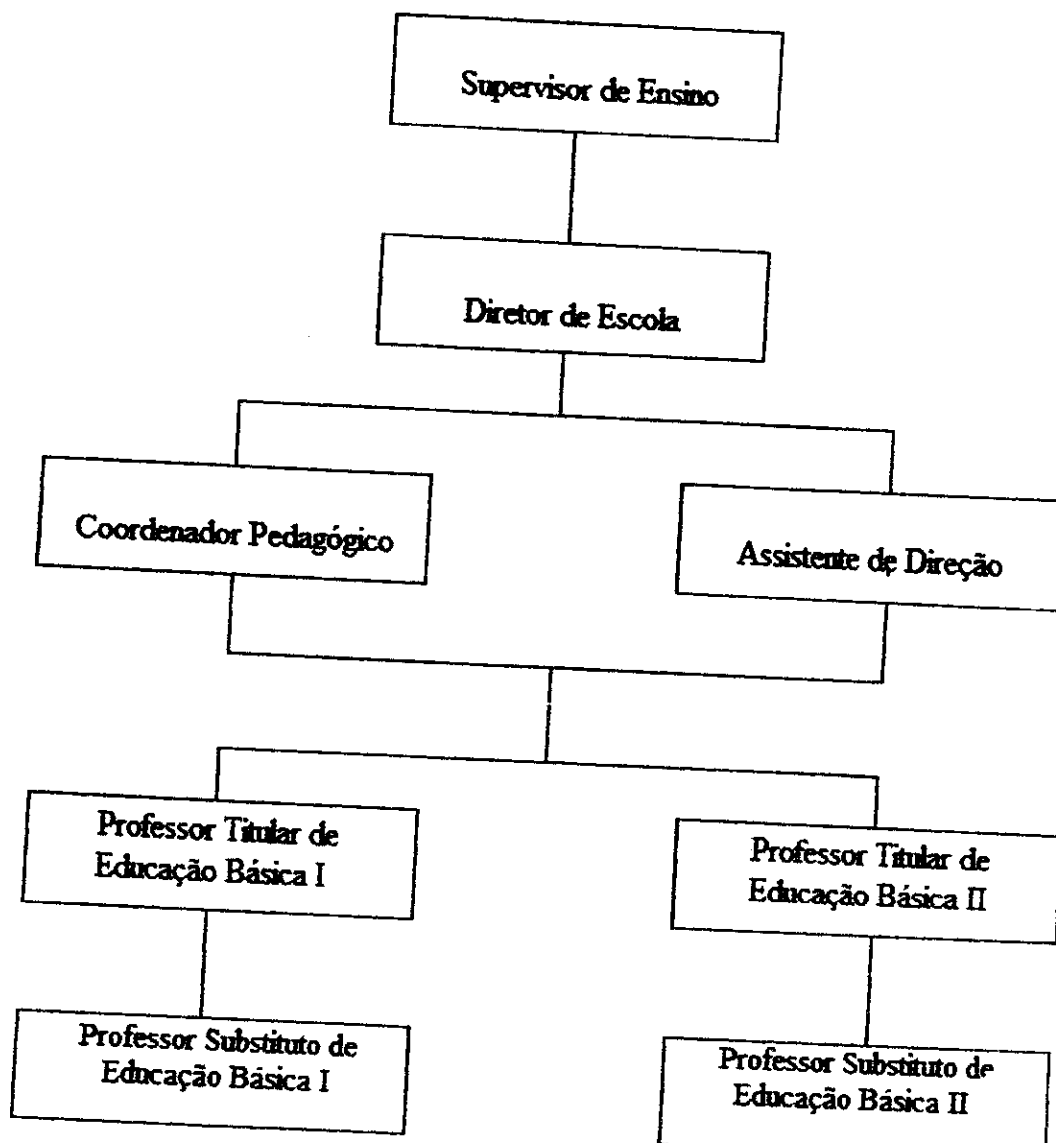 Supervisor de Ensino
Diretor de Escola
Coordenador Pedagógico
Assistente de Direção
Professor Titular de
Educação Básica I
Professor Titular de
Educação Básica II
Professor Substituto de
Educação Básica I
Professor Substituto de
Educação Básica II